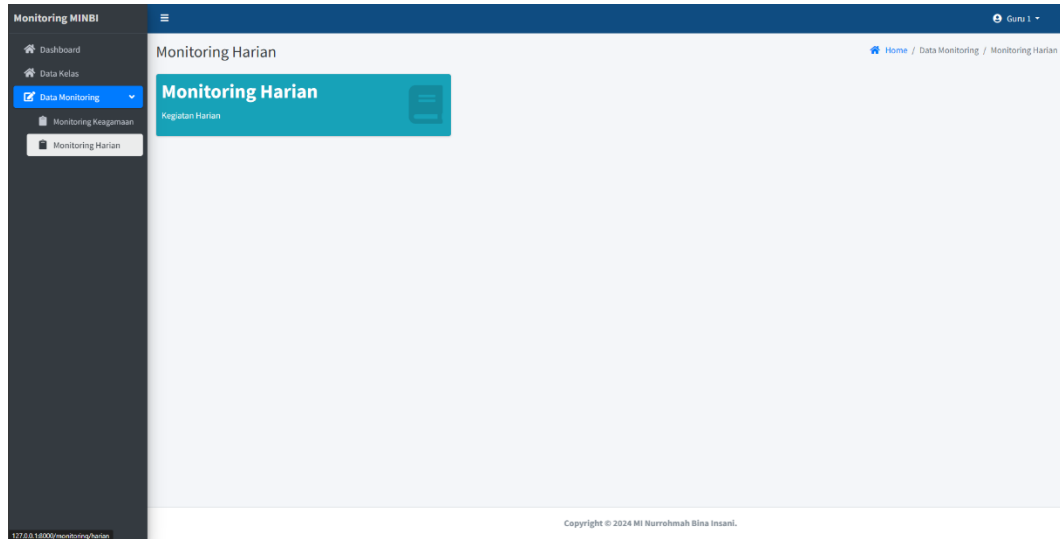 Monitoring MINBI
Guru 1
Dashboard
Data Kelas
Data Monitoring
Monitoring Keagamaan
Monitoring Harian
Monitoring Harian
Home / Data Monitoring / Monitoring Harian
Monitoring Harian
Kegiatan Harian
Copyright © 2024 MI Nurrohmah Bina Insani.
127.0.0.1:8000/monitoring/harian